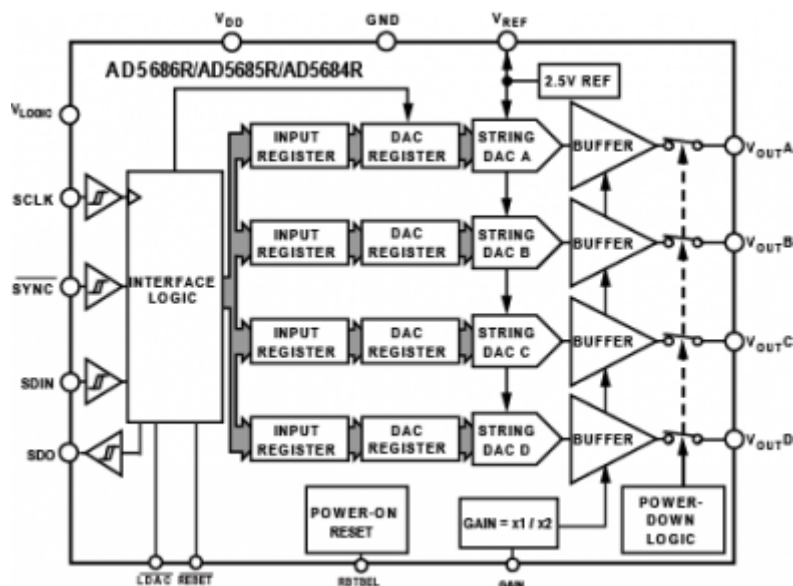 VDD GND VREF
AD5686R/AD5685R/AD5684R
2.5V REF
VLOGIC
INPUT REGISTER DAC REGISTER STRING DAC A BUFFER VOUTA
SCLK
INPUT REGISTER DAC REGISTER STRING DAC B BUFFER VOUTB
SYNC
INTERFACE LOGIC
INPUT REGISTER DAC REGISTER STRING DAC C BUFFER VOUTC
SDIN
INPUT REGISTER DAC REGISTER STRING DAC D BUFFER VOUTD
SDO
POWER-ON RESET
GAIN = x1 / x2
POWER-DOWN LOGIC
LDAC RESET RSTSEL GAIN